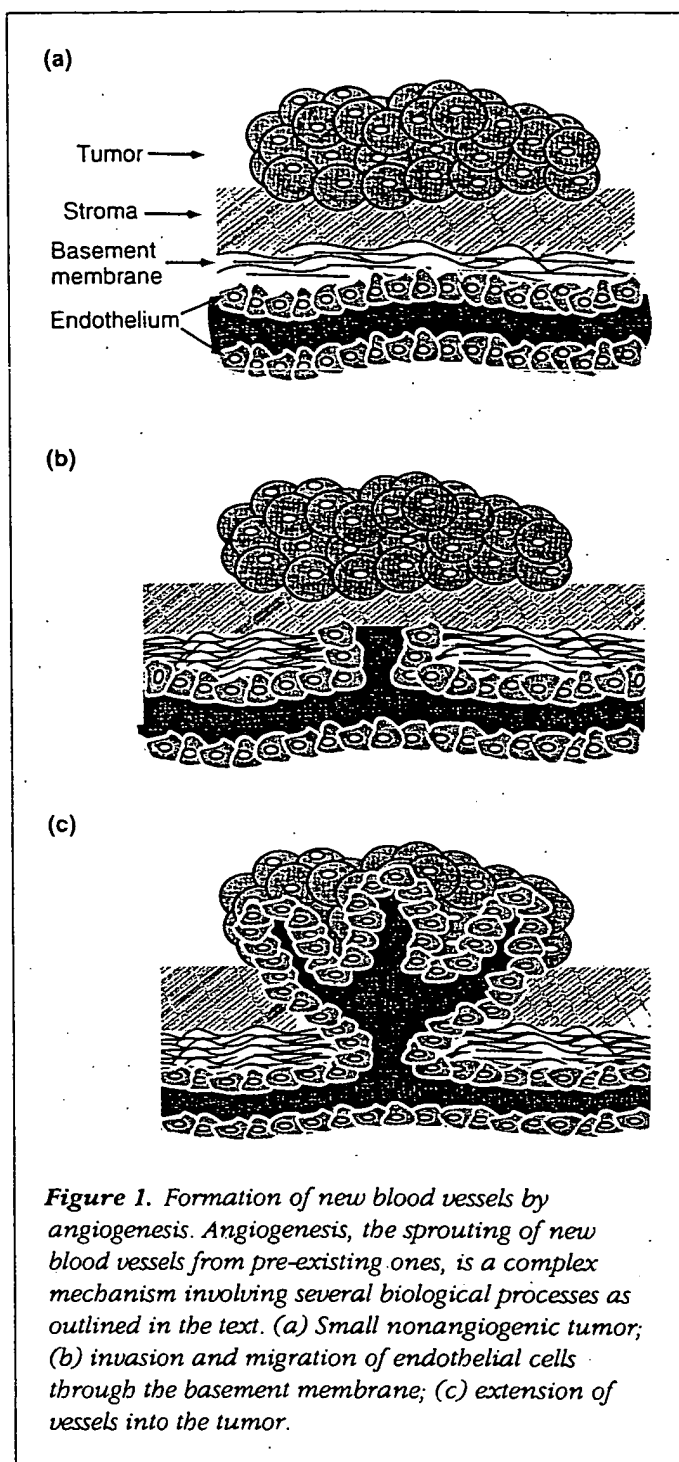 (a)
Tumor
Stroma
Basement
membrane
Endothelium
(b)
(c)
Figure 1. Formation of new blood vessels by
angiogenesis. Angiogenesis, the sprouting of new
blood vessels from pre-existing ones, is a complex
mechanism involving several biological processes as
outlined in the text. (a) Small nonangiogenic tumor;
(b) invasion and migration of endothelial cells
through the basement membrane; (c) extension of
vessels into the tumor.